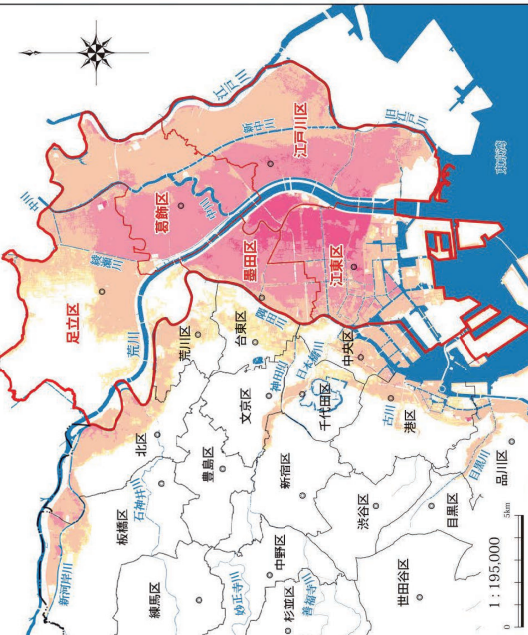 中川
江戸川
新中川
旧江戸川
江戸川区
葛飾区
中川
綾瀬川
足立区
荒川
墨田区
江東区
東京湾
隅田川
台東区
荒川区
神田川
日本橋川
中央区
文京区
千代田区
古川
港区
北区
豊島区
新宿区
目黒川
品川区
石神井川
板橋区
新河岸川
渋谷区
目黒区
中野区
妙正寺川
練馬区
杉並区
善福寺川
世田谷区
0
5km
1：195,000